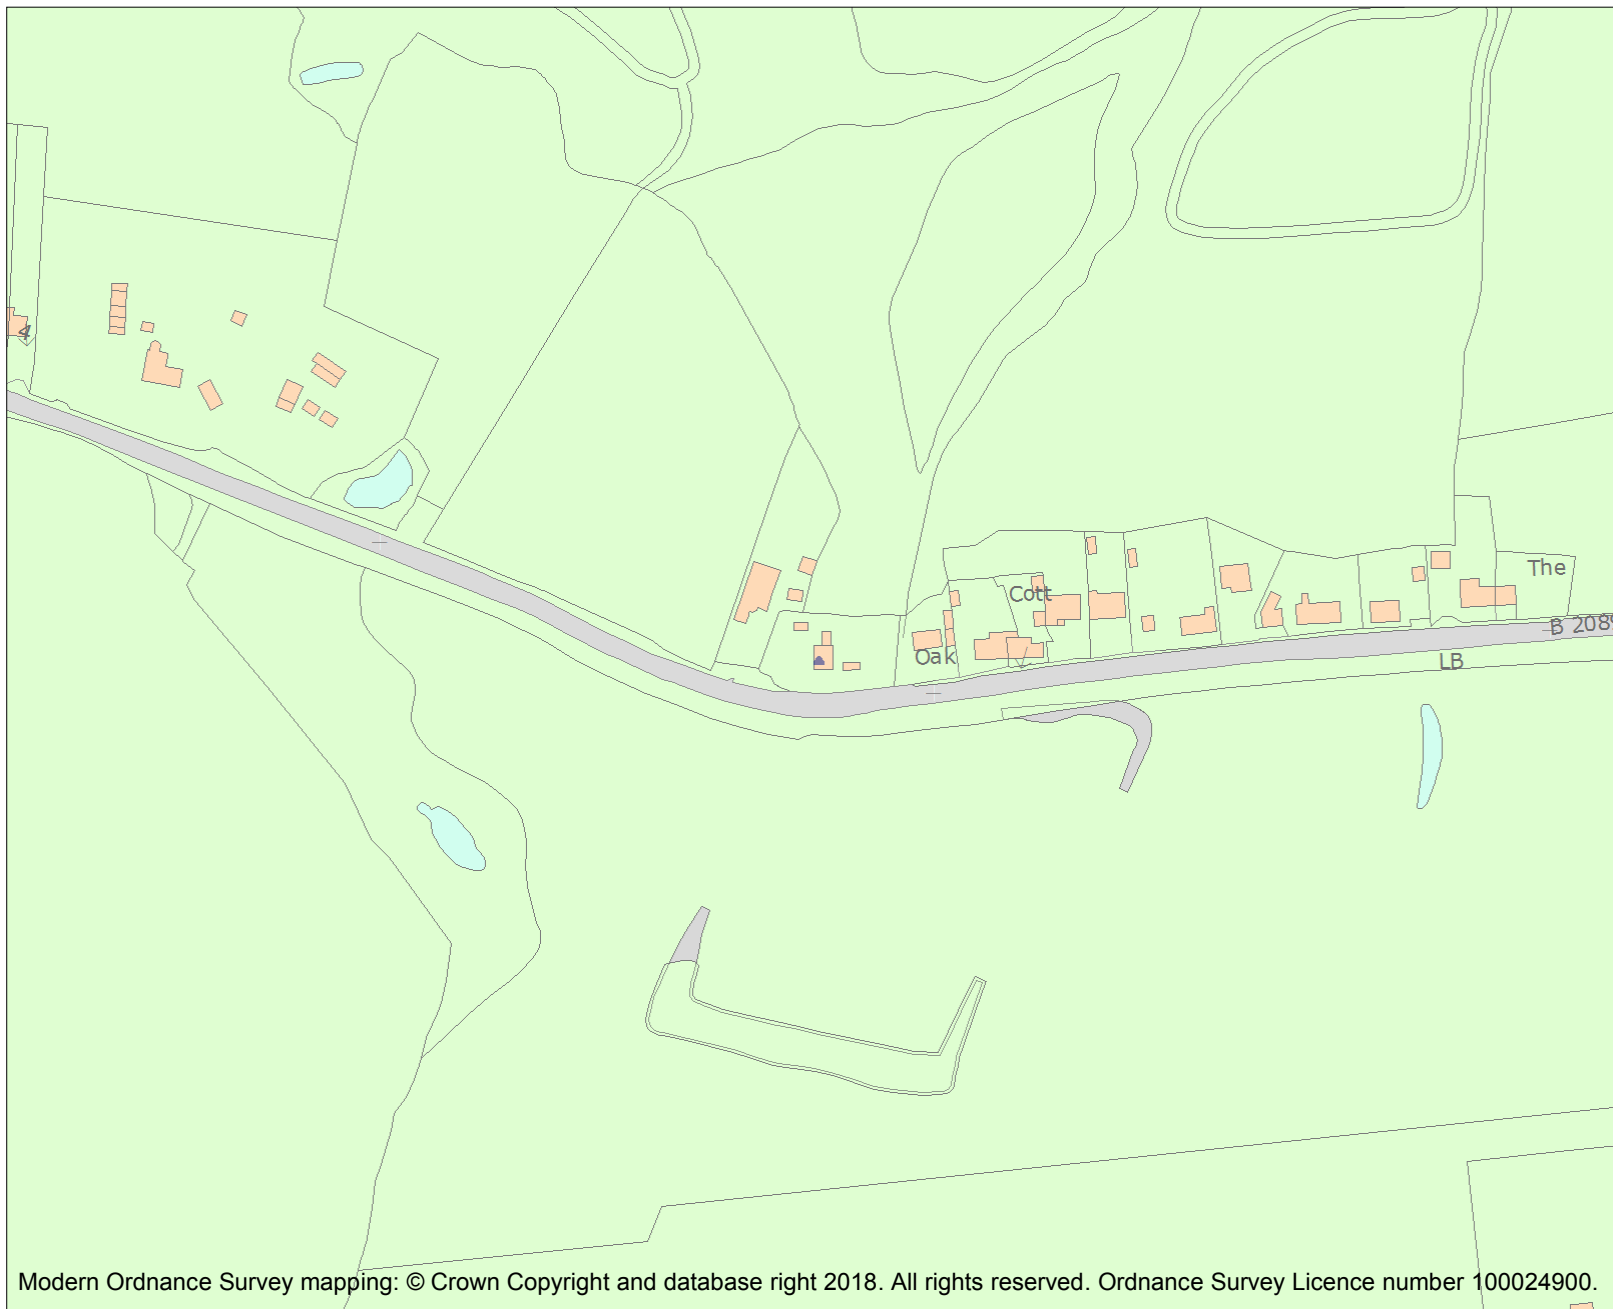 4
Cott
The
B 208
Oak
LB
Modern Ordnance Survey mapping: © Crown Copyright and database right 2018. All rights reserved. Ordnance Survey Licence number 100024900.